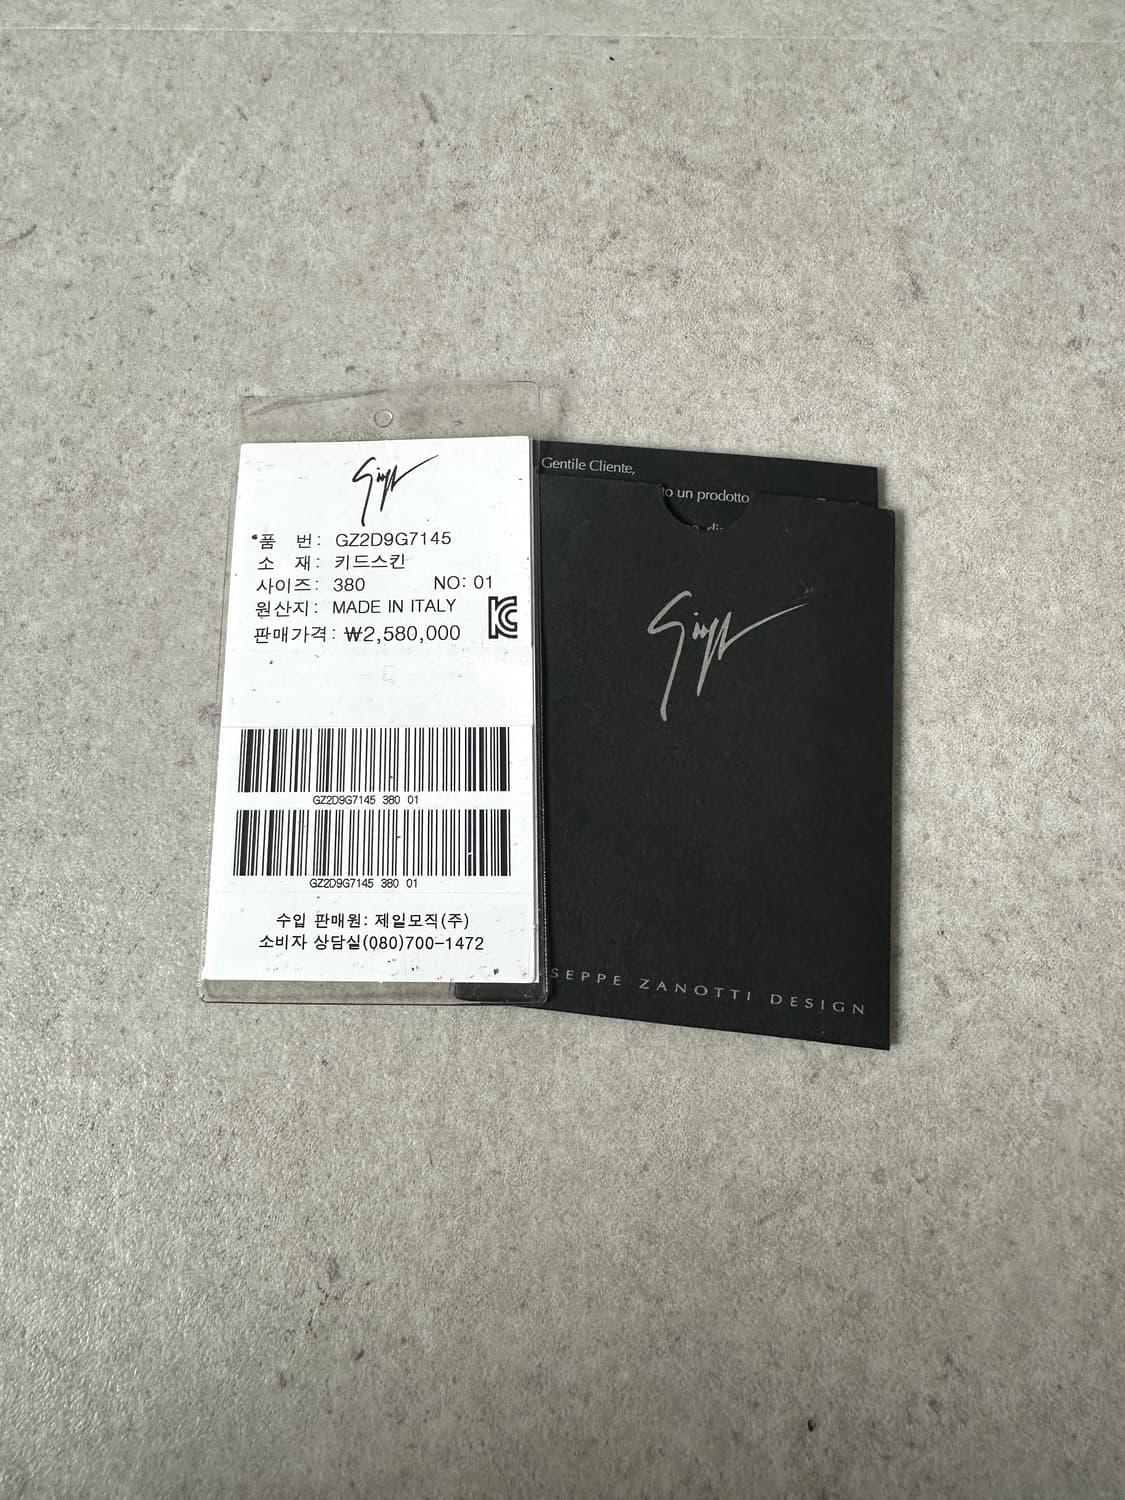 Giuseppe
품 번: GZ2D9G7145
소 재: 키드스킨
사이즈: 380 NO: 01
원산지: MADE IN ITALY
판매가격: ₩2,580,000
GZ2D9G7145 380 01
GZ2D9G7145 380 01
수입 판매원: 제일모직(주)
소비자 상담실(080)700-1472
Gentile Cliente,
un prodotto
SEPPE ZANOTTI DESIGN